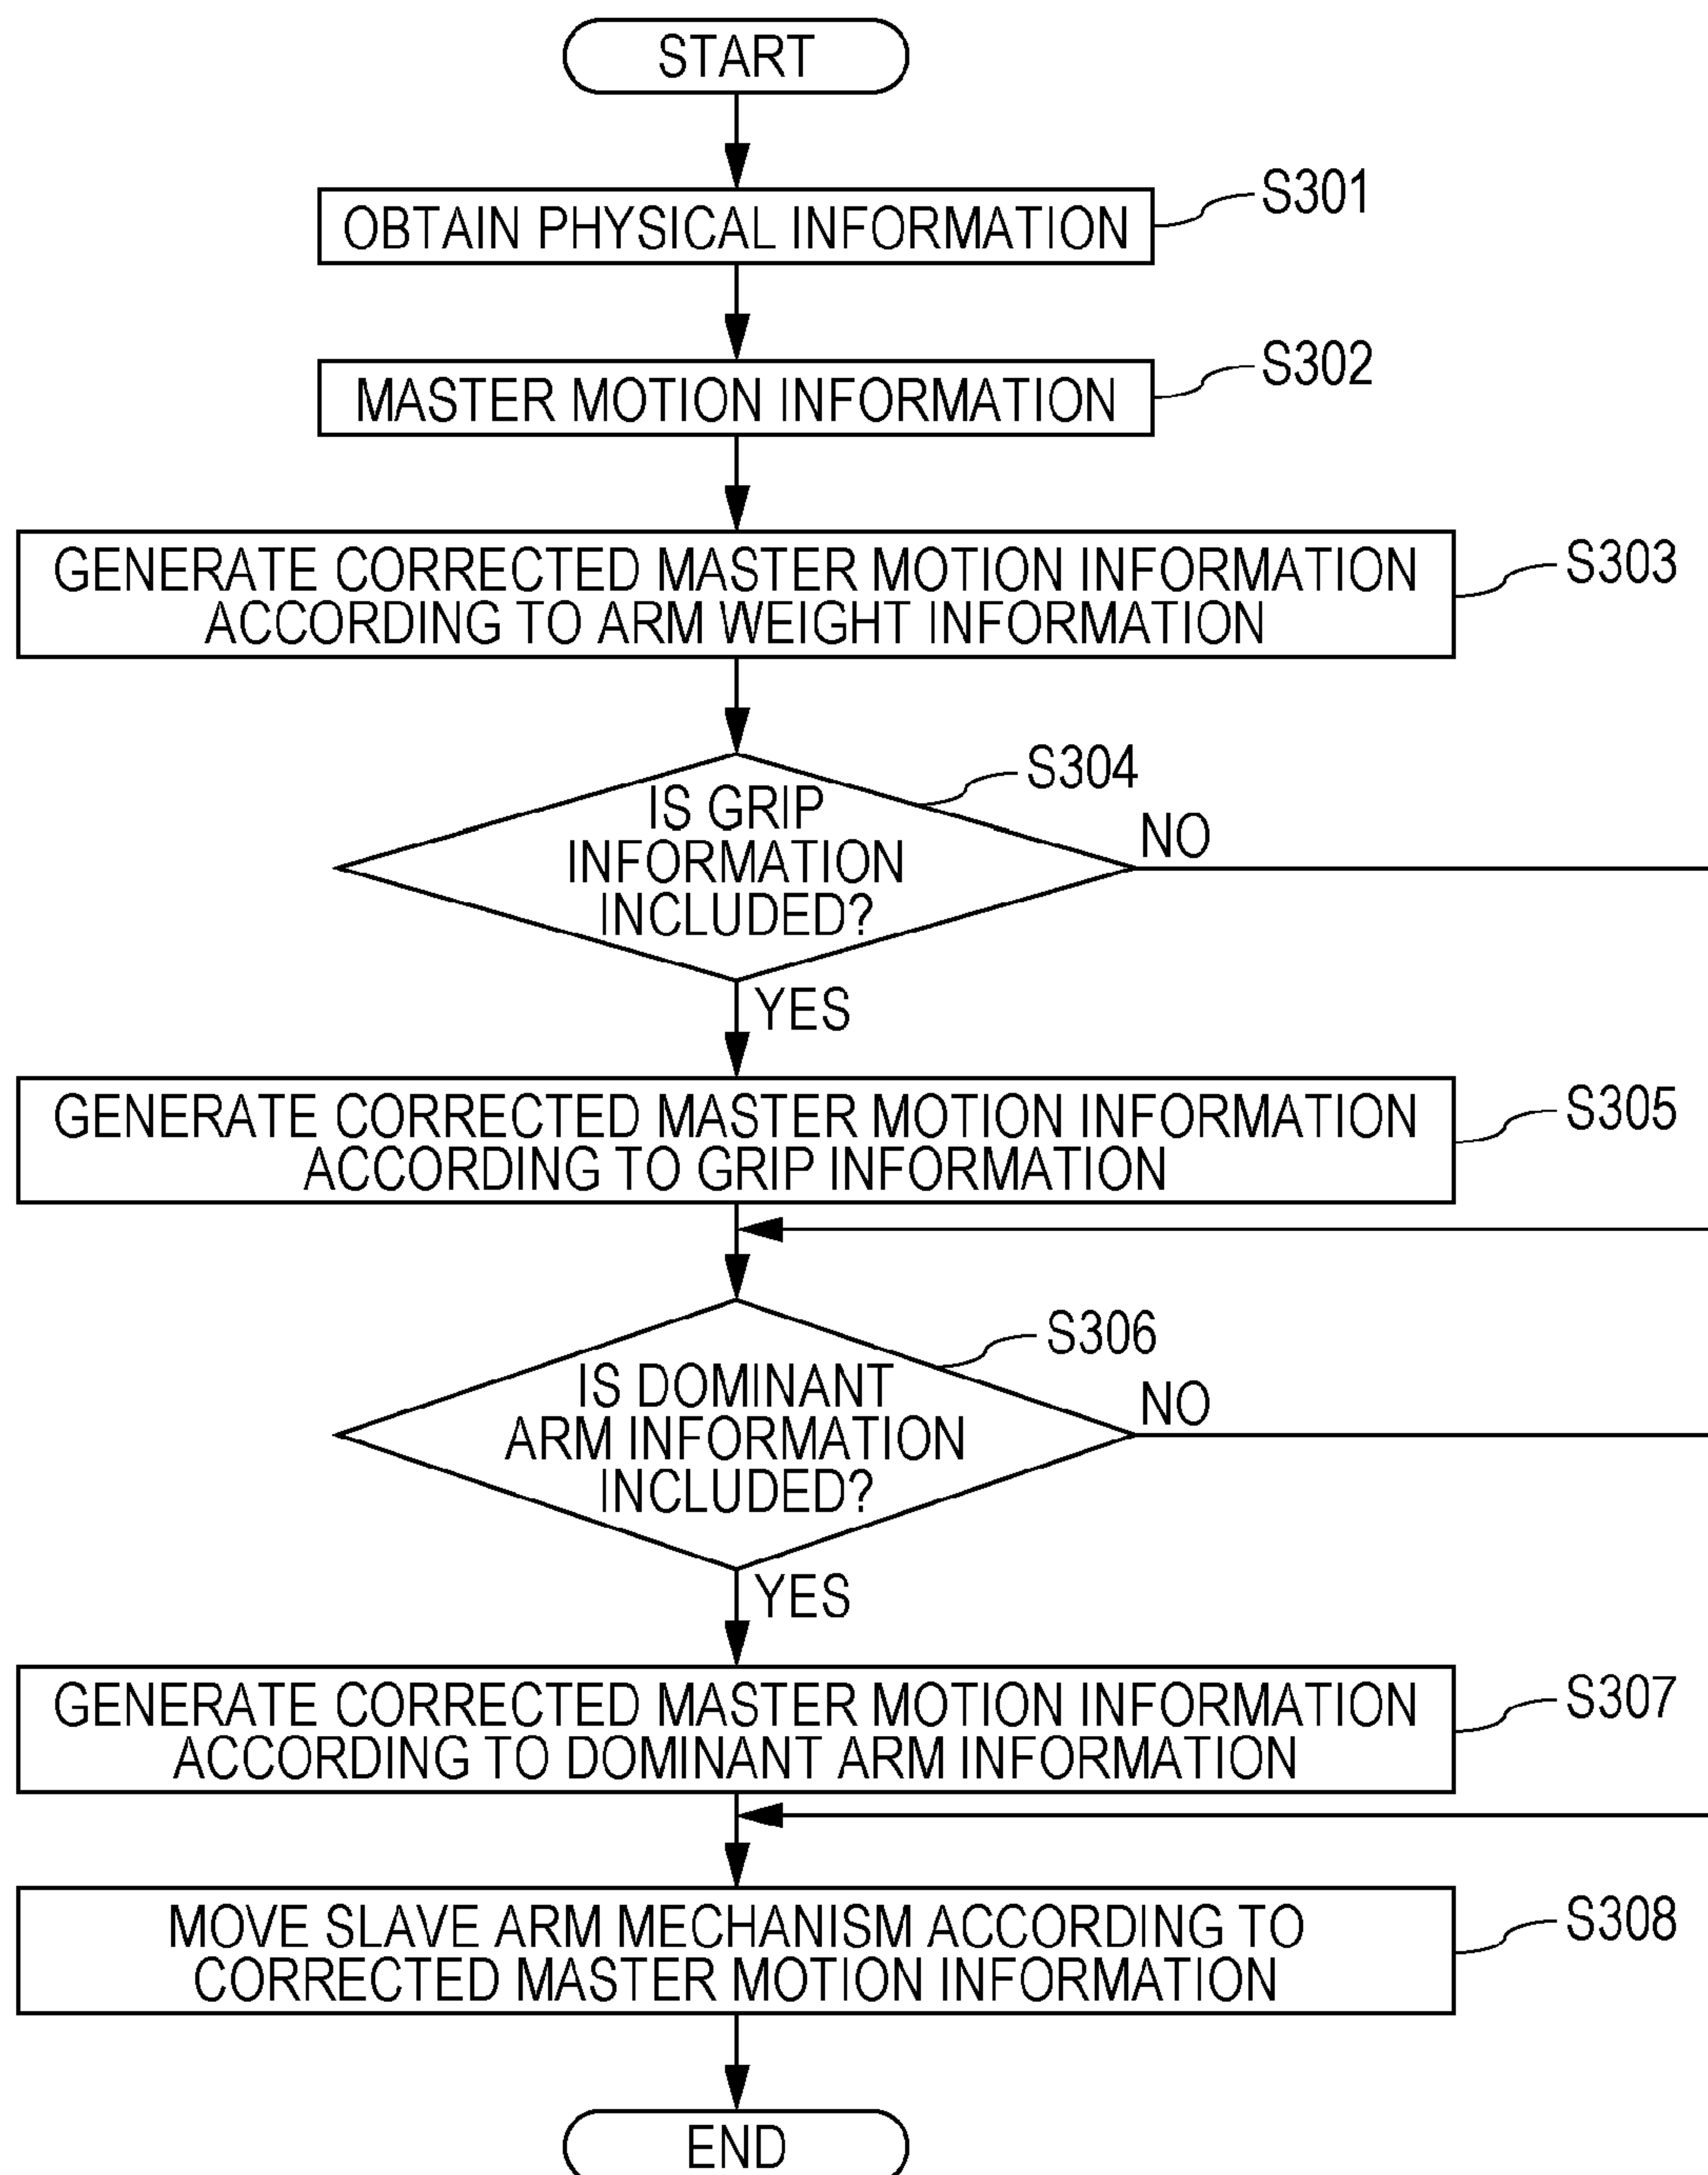 START
OBTAIN PHYSICAL INFORMATION
S301
MASTER MOTION INFORMATION
S302
GENERATE CORRECTED MASTER MOTION INFORMATION
ACCORDING TO ARM WEIGHT INFORMATION
S303
S304
IS GRIP
INFORMATION
INCLUDED?
NO
YES
GENERATE CORRECTED MASTER MOTION INFORMATION
ACCORDING TO GRIP INFORMATION
S305
S306
IS DOMINANT
ARM INFORMATION
INCLUDED?
NO
YES
GENERATE CORRECTED MASTER MOTION INFORMATION
ACCORDING TO DOMINANT ARM INFORMATION
S307
MOVE SLAVE ARM MECHANISM ACCORDING TO
CORRECTED MASTER MOTION INFORMATION
S308
END